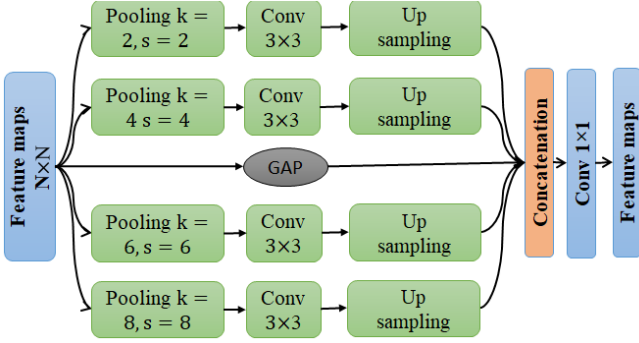 Feature maps
N×N
Pooling k =
2, s = 2
Conv
3×3
Up
sampling
Pooling k =
4 s = 4
Conv
3×3
Up
sampling
GAP
Pooling k =
6, s = 6
Conv
3×3
Up
sampling
Pooling k =
8, s = 8
Conv
3×3
Up
sampling
Concatenation
Conv 1×1
Feature maps